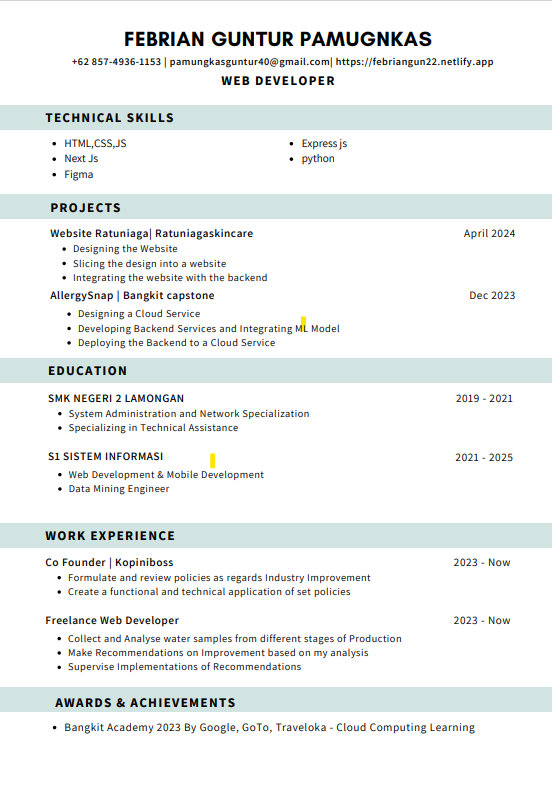 FEBRIAN GUNTUR PAMUGNKAS
+62 857-4936-1153 | pamungkasguntur40@gmail.com| https://febriangun22.netlify.app
WEB DEVELOPER
TECHNICAL SKILLS
• HTML,CSS,JS
• Next Js
• Figma
• Express js
• python
PROJECTS
Website Ratuniaga| Ratuniagaskincare April 2024
• Designing the Website
• Slicing the design into a website
• Integrating the website with the backend
AllergySnap | Bangkit capstone Dec 2023
• Designing a Cloud Service
• Developing Backend Services and Integrating ML Model
• Deploying the Backend to a Cloud Service
EDUCATION
SMK NEGERI 2 LAMONGAN 2019 - 2021
• System Administration and Network Specialization
• Specializing in Technical Assistance
S1 SISTEM INFORMASI 2021 - 2025
• Web Development & Mobile Development
• Data Mining Engineer
WORK EXPERIENCE
Co Founder | Kopiniboss 2023 - Now
• Formulate and review policies as regards Industry Improvement
• Create a functional and technical application of set policies
Freelance Web Developer 2023 - Now
• Collect and Analyse water samples from different stages of Production
• Make Recommendations on Improvement based on my analysis
• Supervise Implementations of Recommendations
AWARDS & ACHIEVEMENTS
• Bangkit Academy 2023 By Google, GoTo, Traveloka - Cloud Computing Learning